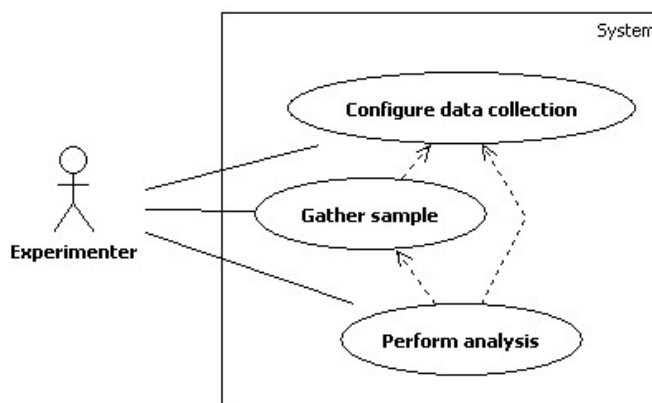 System
Configure data collection
Gather sample
Experimenter
Perform analysis